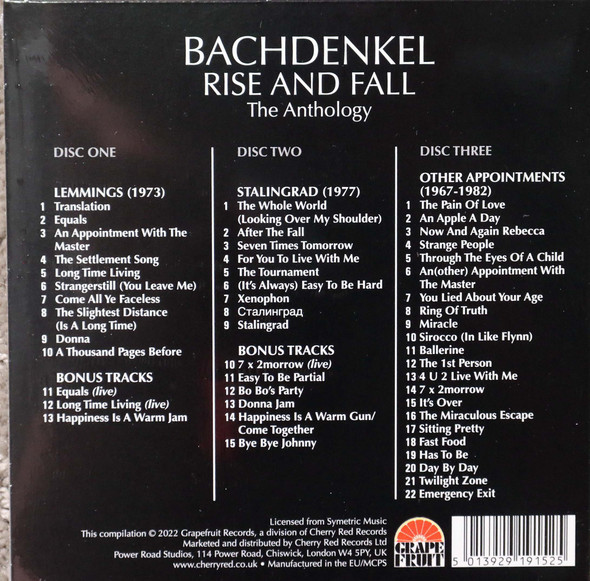 BACHDENKEL
RISE AND FALL
The Anthology
DISC ONE
LEMMINGS (1973)
1 Translation
2 Equals
3 An Appointment With The
Master
4 The Settlement Song
5 Long Time Living
6 Strangerstill (You Leave Me)
7 Come All Ye Faceless
8 The Slightest Distance
(Is A Long Time)
9 Donna
10 A Thousand Pages Before
BONUS TRACKS
11 Equals (live)
12 Long Time Living (live)
13 Happiness Is A Warm Jam
DISC TWO
STALINGRAD (1977)
1 The Whole World
(Looking Over My Shoulder)
2 After The Fall
3 Seven Times Tomorrow
4 For You To Live With Me
5 The Tournament
6 (It's Always) Easy To Be Hard
7 Xenophon
8 Сталинград
9 Stalingrad
BONUS TRACKS
10 7 x 2morrow (live)
11 Easy To Be Partial
12 Bo Bo's Party
13 Donna Jam
14 Happiness Is A Warm Gun/
Come Together
15 Bye Bye Johnny
DISC THREE
OTHER APPOINTMENTS
(1967-1982)
1 The Pain Of Love
2 An Apple A Day
3 Now And Again Rebecca
4 Strange People
5 Through The Eyes Of A Child
6 An(other) Appointment With
The Master
7 You Lied About Your Age
8 Ring Of Truth
9 Miracle
10 Sirocco (In Like Flynn)
11 Ballerine
12 The 1st Person
13 4 U 2 Live With Me
14 7 x 2morrow
15 It's Over
16 The Miraculous Escape
17 Sitting Pretty
18 Fast Food
19 Has To Be
20 Day By Day
21 Twilight Zone
22 Emergency Exit
Licensed from Symetric Music
This compilation © 2022 Grapefruit Records, a division of Cherry Red Records
Marketed and distributed by Cherry Red Records Ltd
Power Road Studios, 114 Power Road, Chiswick, London W4 5PY, UK
www.cherryred.co.uk • Manufactured in the EU/MCPS
GRAPE
FRUIT
5 013929 191525